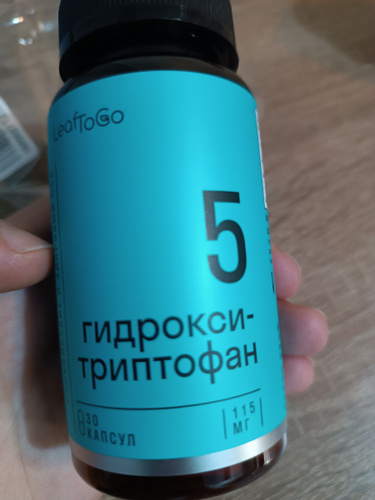 LeafToGo
5
гидрокси-
триптофан
30
КАПСУЛ
115
МГ